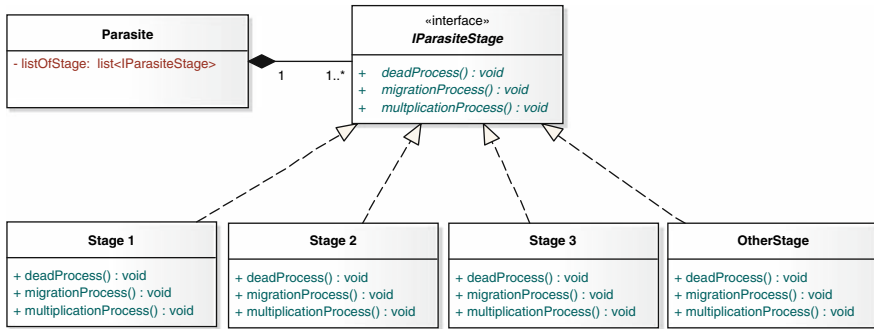 Parasite
- listOfStage: list<IParasiteStage>
1
1..*
«interface»
IParasiteStage
+ deadProcess() : void
+ migrationProcess() : void
+ multplicationProcess() : void
Stage 1
+ deadProcess() : void
+ migrationProcess() : void
+ multiplicationProcess() : void
Stage 2
+ deadProcess() : void
+ migrationProcess() : void
+ multiplicationProcess() : void
Stage 3
+ deadProcess() : void
+ migrationProcess() : void
+ multiplicationProcess() : void
OtherStage
+ deadProcess() : void
+ migrationProcess() : void
+ multiplicationProcess() : void